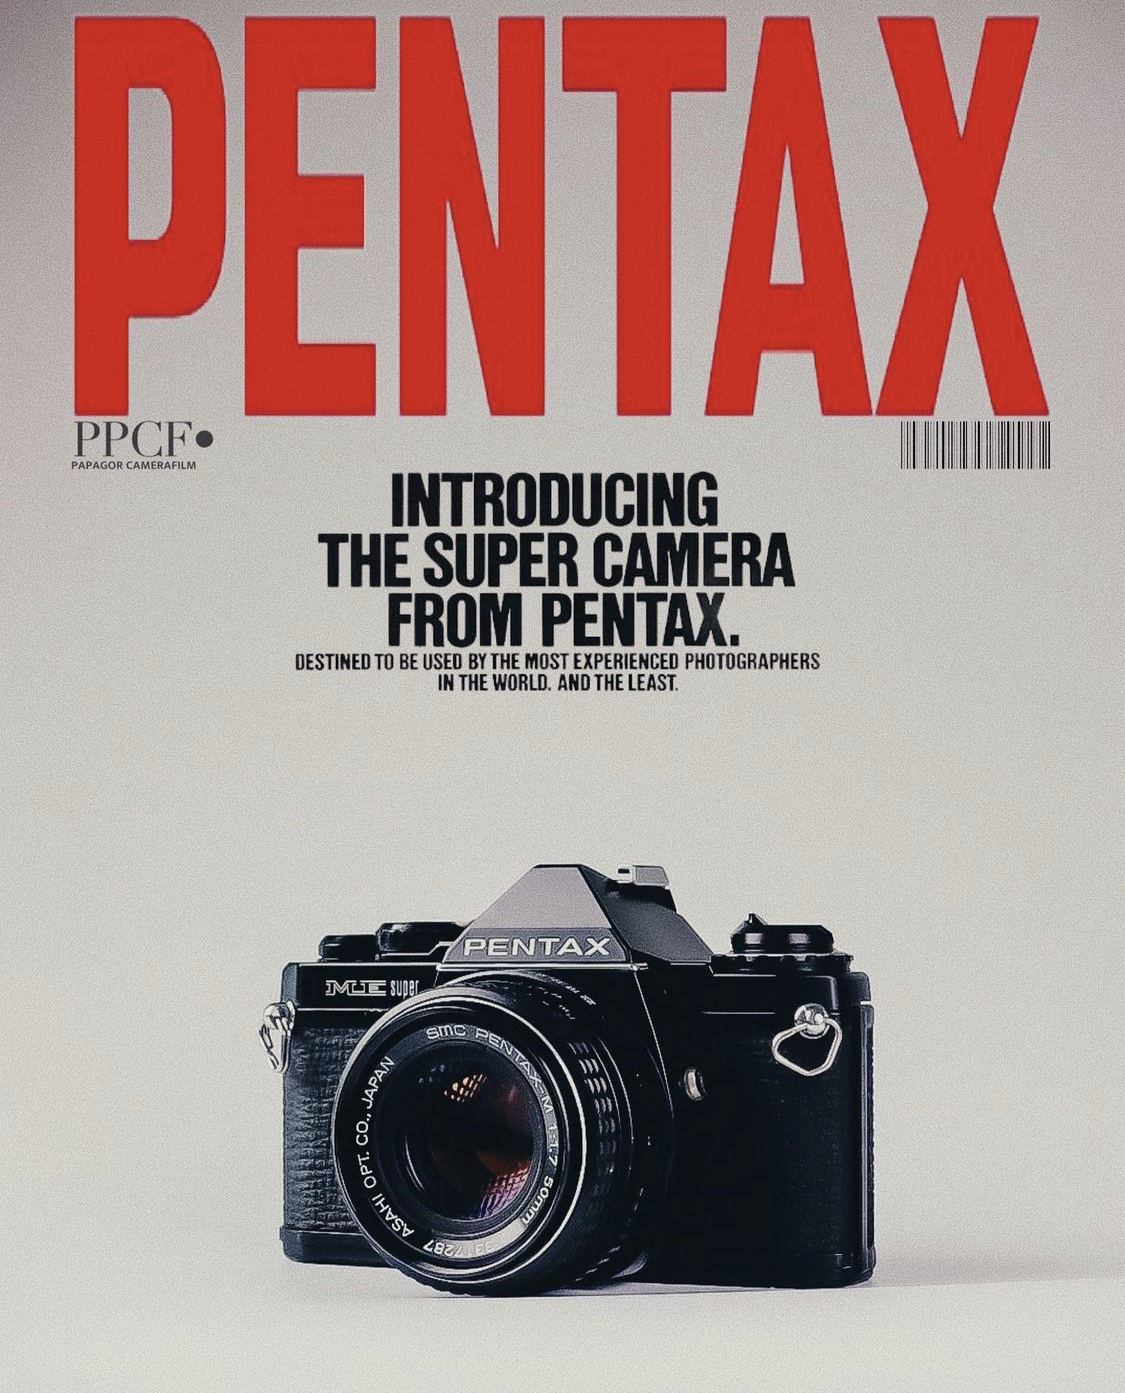 PENTAX
PPCF●
PAPAGOR CAMERAFILM
INTRODUCING
THE SUPER CAMERA
FROM PENTAX.
DESTINED TO BE USED BY THE MOST EXPERIENCED PHOTOGRAPHERS
IN THE WORLD. AND THE LEAST.
PENTAX
ME super
SMC PENTAX-M 1:1.7 50mm
ASAHI OPT. CO., JAPAN